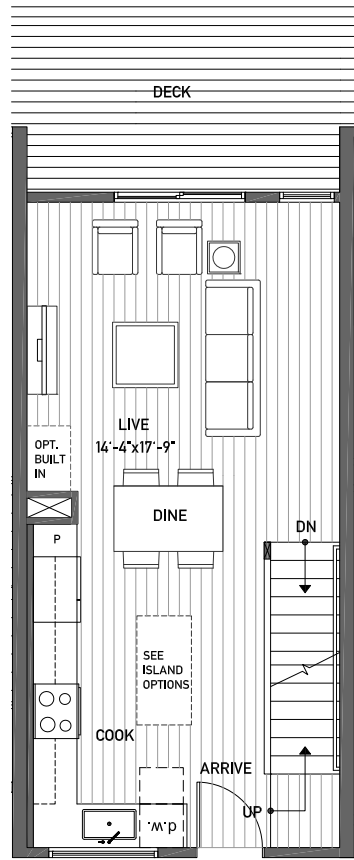 DECK
LIVE
14'-4"x17'-9"
OPT.
BUILT
IN
DINE
DN
P
SEE
ISLAND
OPTIONS
COOK
ARRIVE
UP
d.w.